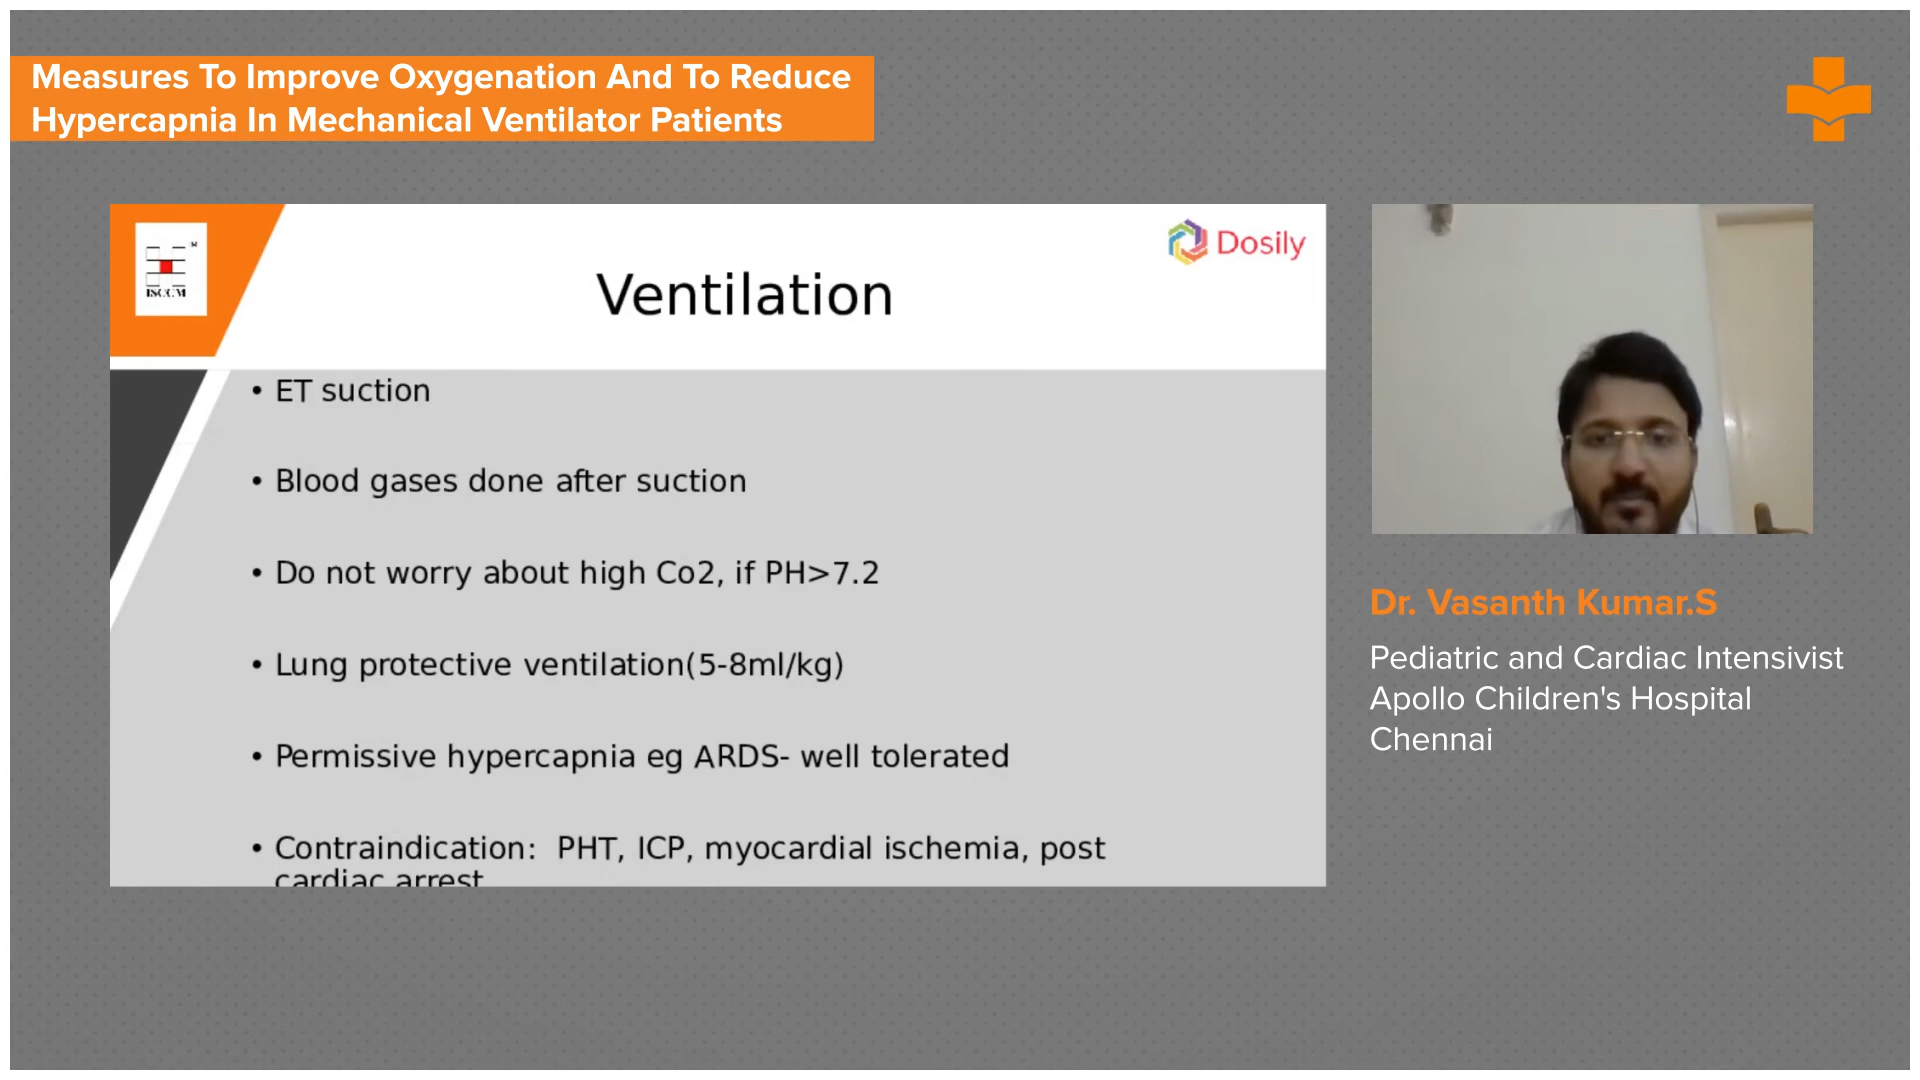 Measures To Improve Oxygenation And To Reduce
Hypercapnia In Mechanical Ventilator Patients
ISCCM
Dosily
Ventilation
• ET suction
• Blood gases done after suction
• Do not worry about high Co2, if PH>7.2
• Lung protective ventilation(5-8ml/kg)
• Permissive hypercapnia eg ARDS- well tolerated
• Contraindication:  PHT, ICP, myocardial ischemia, post
cardiac arrest
Dr. Vasanth Kumar.S
Pediatric and Cardiac Intensivist
Apollo Children's Hospital
Chennai